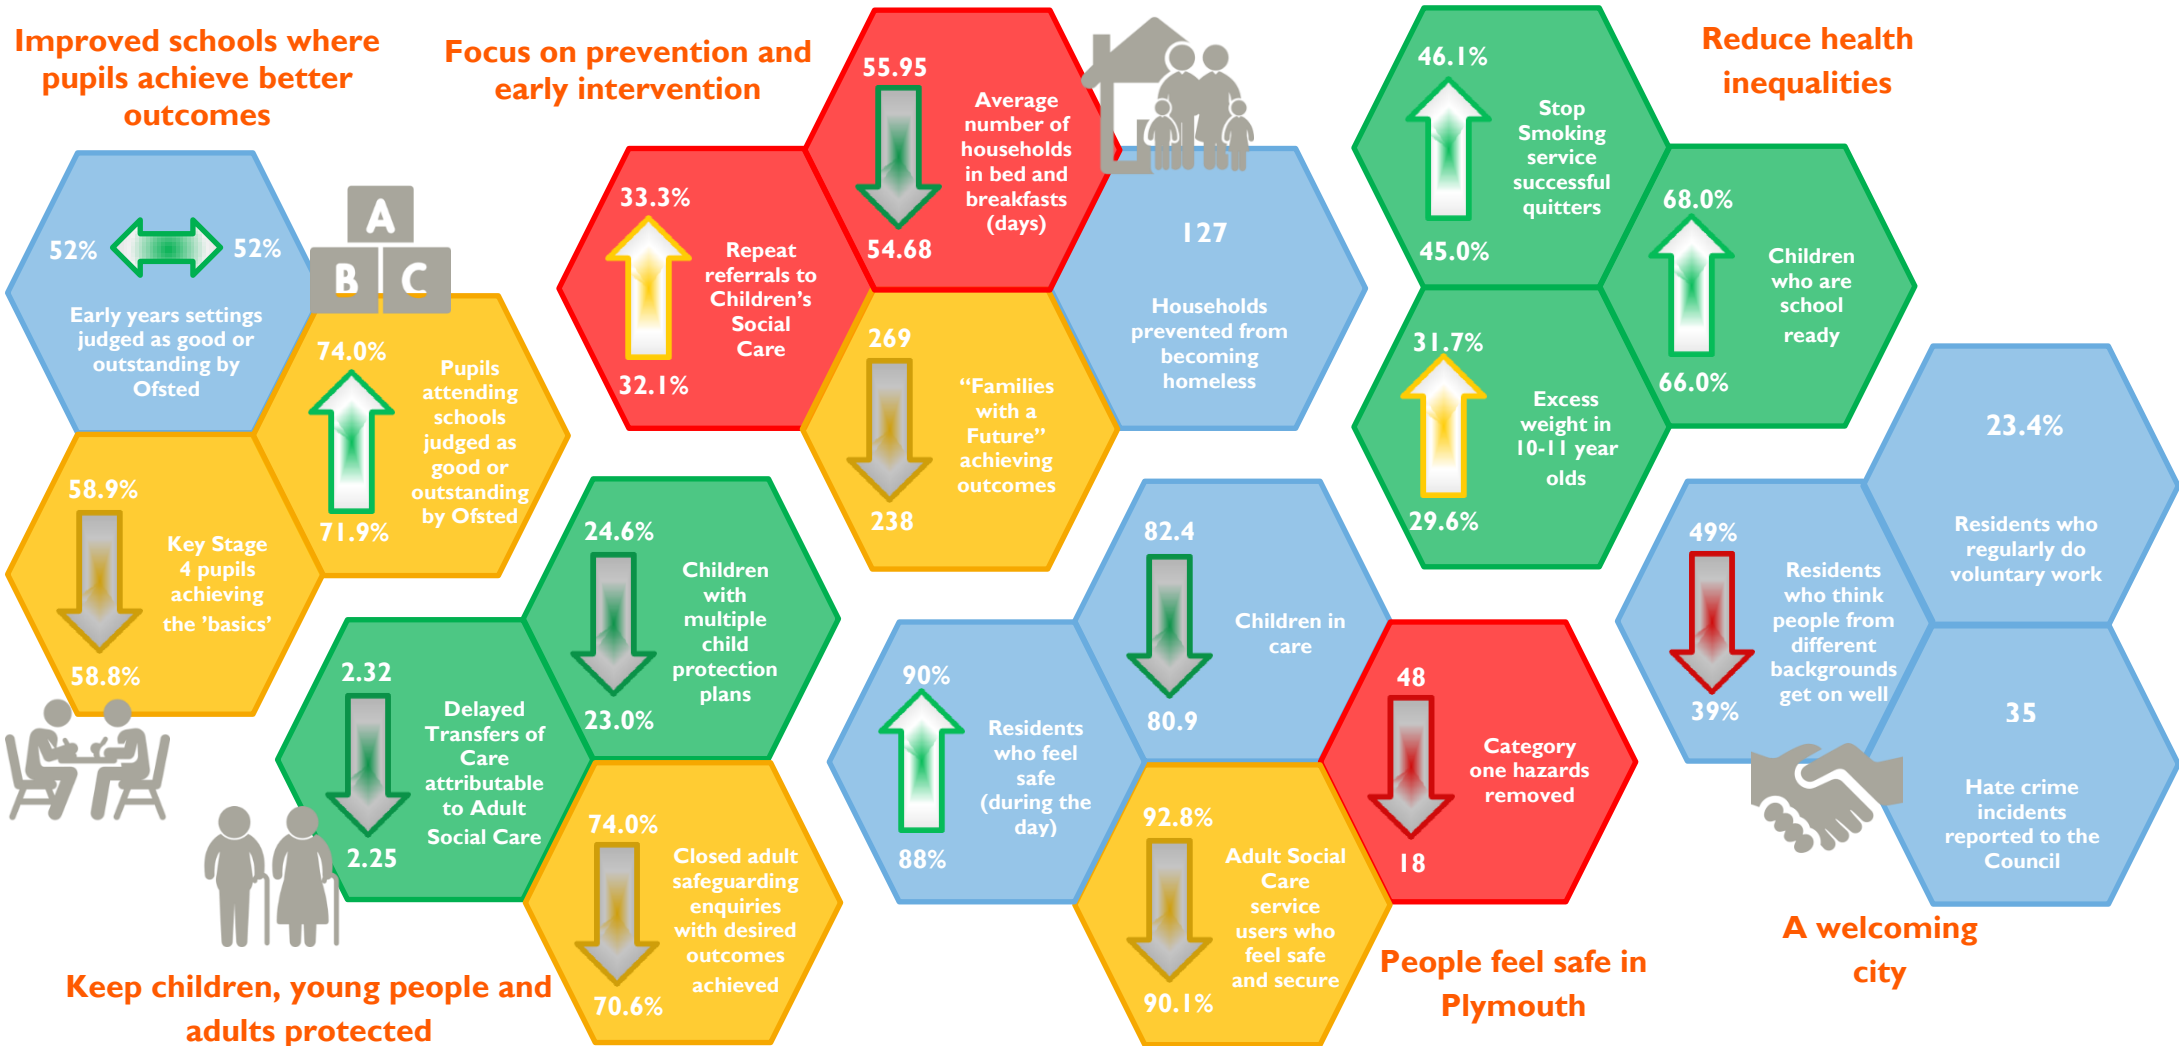 Improved schools where
pupils achieve better
outcomes
52%
52%
Early years settings
judged as good or
outstanding by
Ofsted
A
B
C
74.0%
71.9%
Pupils
attending
schools
judged as
good or
outstanding
by Ofsted
58.9%
58.8%
Key Stage
4 pupils
achieving
the ’basics’
Focus on prevention and
early intervention
55.95
54.68
Average
number of
households
in bed and
breakfasts
(days)
33.3%
32.1%
Repeat
referrals to
Children’s
Social
Care
127
Households
prevented from
becoming
homeless
269
238
“Families
with a
Future”
achieving
outcomes
Reduce health
inequalities
46.1%
45.0%
Stop
Smoking
service
successful
quitters
68.0%
66.0%
Children
who are
school
ready
31.7%
29.6%
Excess
weight in
10-11 year
olds
24.6%
23.0%
Children
with
multiple
child
protection
plans
2.32
2.25
Delayed
Transfers of
Care
attributable
to Adult
Social Care
74.0%
70.6%
Closed adult
safeguarding
enquiries
with desired
outcomes
achieved
Keep children, young people and
adults protected
82.4
80.9
Children in
care
90%
88%
Residents
who feel
safe
(during the
day)
48
18
Category
one hazards
removed
92.8%
90.1%
Adult Social
Care
service
users who
feel safe
and secure
People feel safe in
Plymouth
23.4%
Residents who
regularly do
voluntary work
49%
39%
Residents
who think
people from
different
backgrounds
get on well
35
Hate crime
incidents
reported to the
Council
A welcoming
city